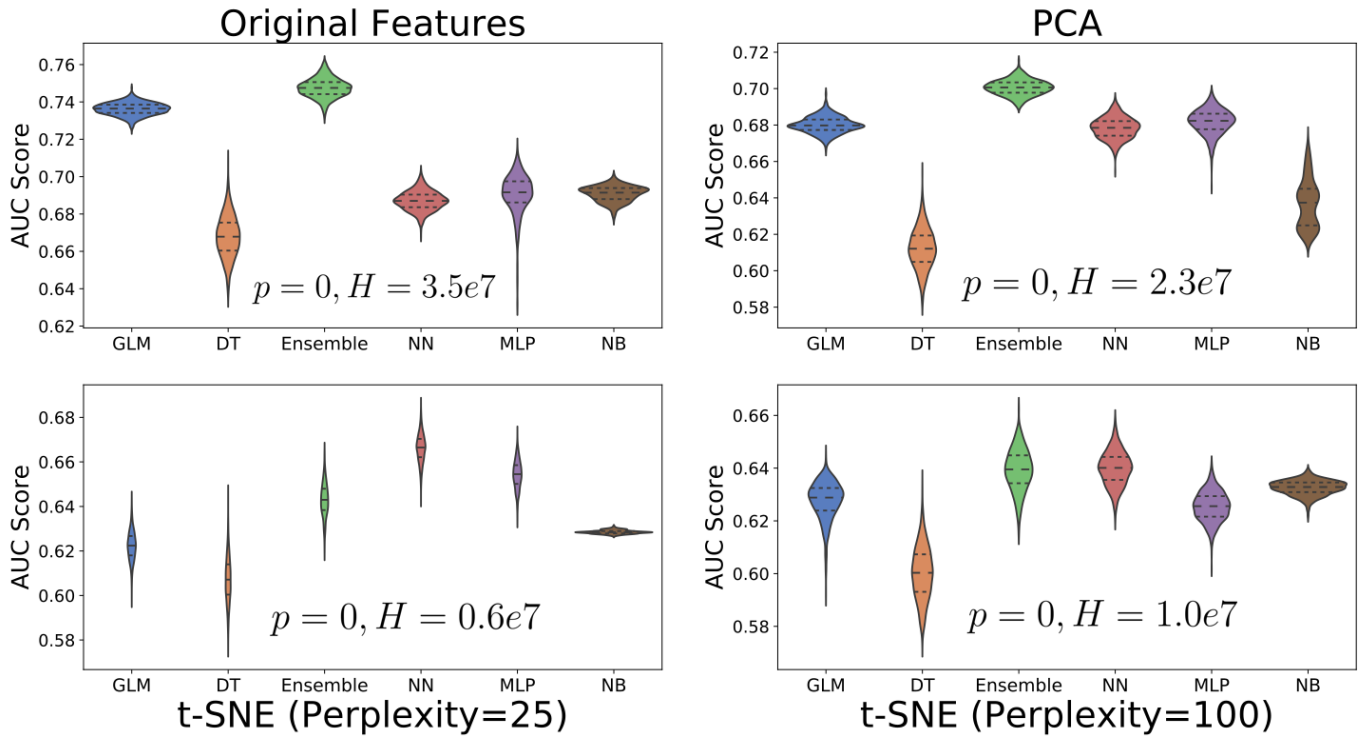 Original Features
AUC Score
0.76
0.74
0.72
0.70
0.68
0.66
0.64
0.62
p = 0, H = 3.5e7
GLM DT Ensemble NN MLP NB
PCA
AUC Score
0.72
0.70
0.68
0.66
0.64
0.62
0.60
0.58
p = 0, H = 2.3e7
GLM DT Ensemble NN MLP NB
AUC Score
0.68
0.66
0.64
0.62
0.60
0.58
p = 0, H = 0.6e7
GLM DT Ensemble NN MLP NB
t-SNE (Perplexity=25)
AUC Score
0.66
0.64
0.62
0.60
0.58
p = 0, H = 1.0e7
GLM DT Ensemble NN MLP NB
t-SNE (Perplexity=100)